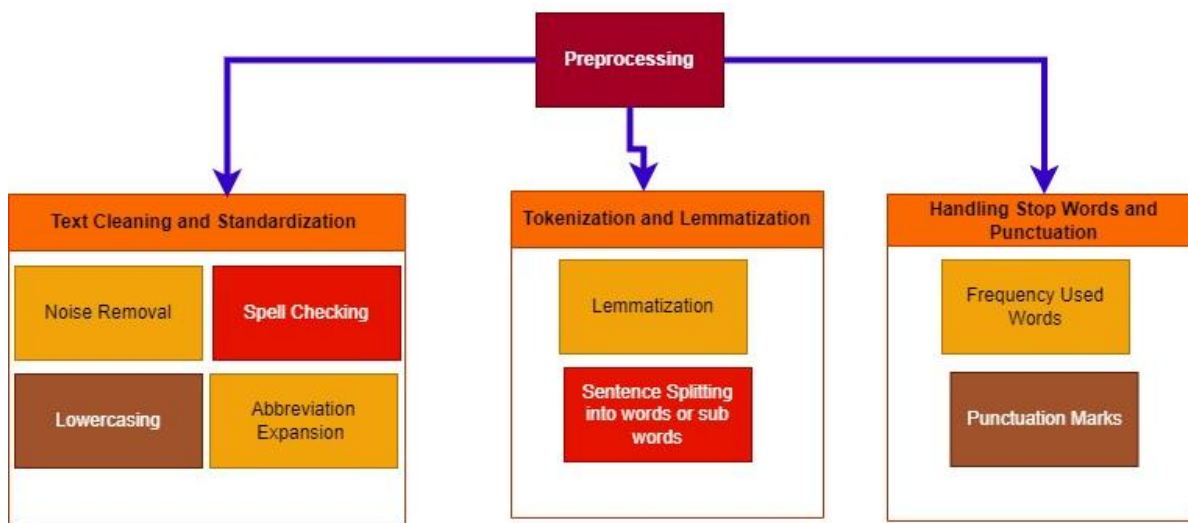 Preprocessing
Text Cleaning and Standardization
Noise Removal
Spell Checking
Lowercasing
Abbreviation
Expansion
Tokenization and Lemmatization
Lemmatization
Sentence Splitting
into words or sub
words
Handling Stop Words and
Punctuation
Frequency Used
Words
Punctuation Marks